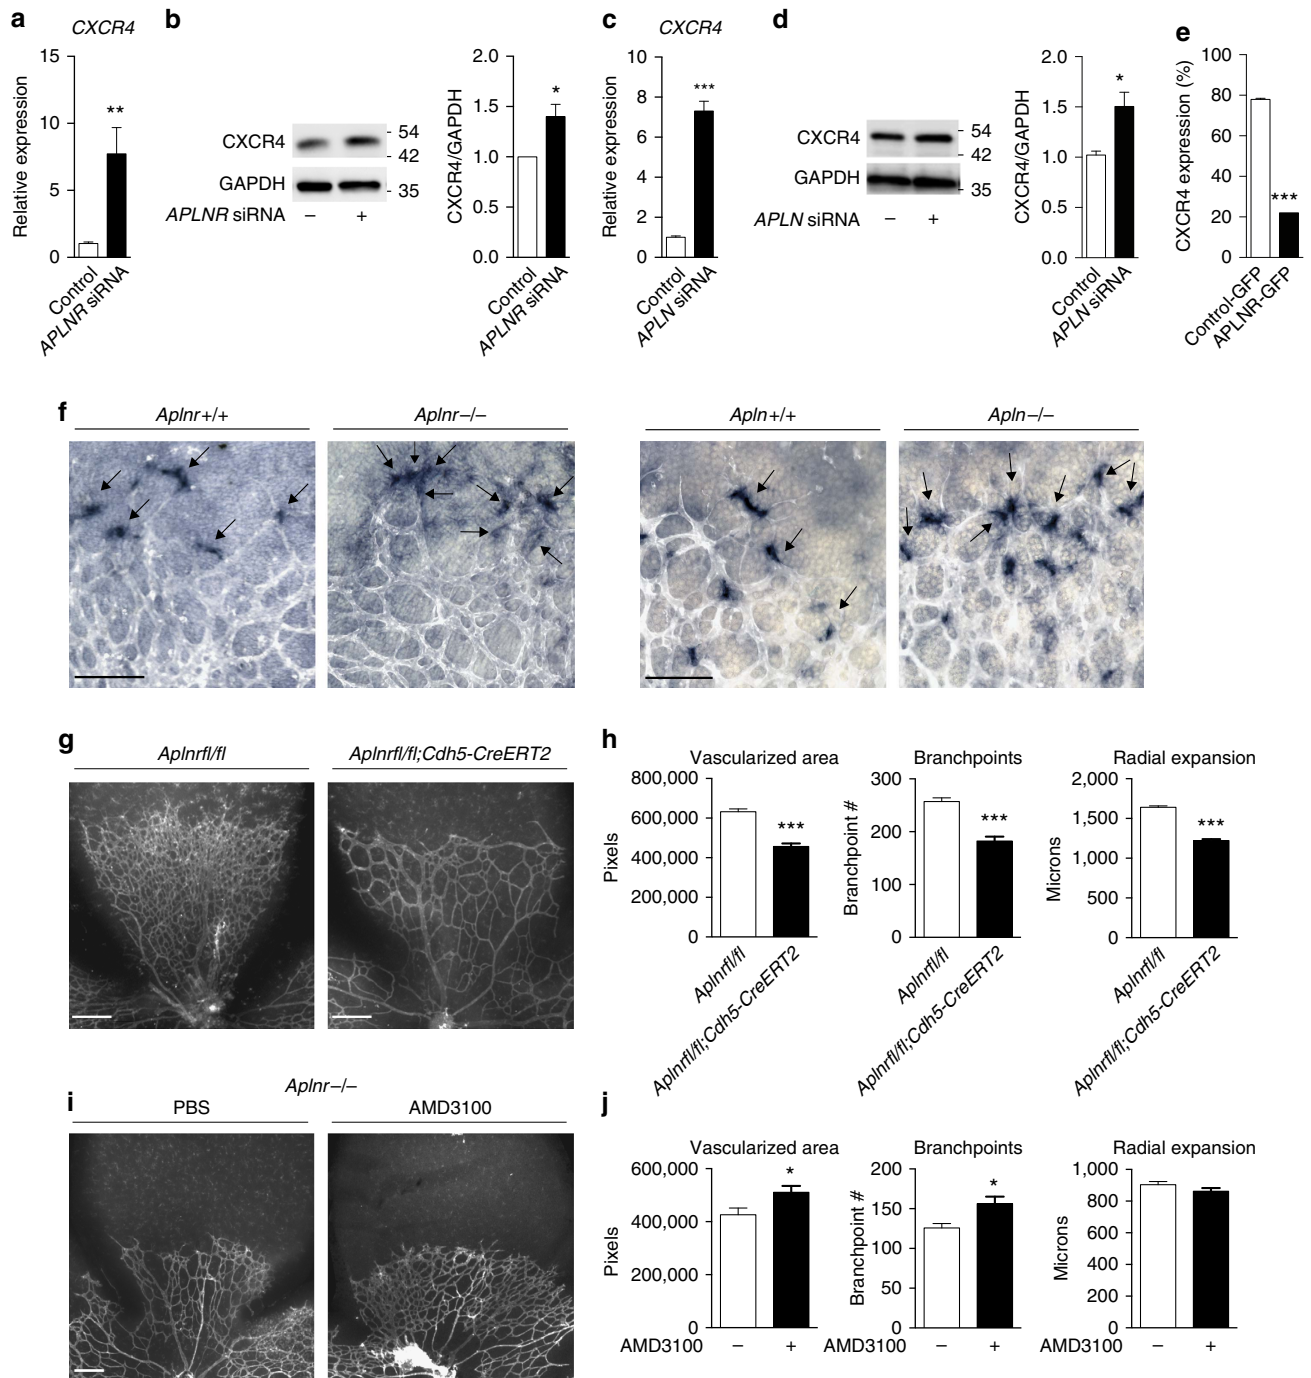 a
CXCR4
Relative expression
15
10
5
0
**
Control
APLNR siRNA
b
CXCR4
GAPDH
APLNR siRNA
– +
54
42
35
CXCR4/GAPDH
2.0
1.5
1.0
0.5
0.0
*
Control
APLNR siRNA
c
CXCR4
Relative expression
10
8
6
4
2
0
***
Control
APLN siRNA
d
CXCR4
GAPDH
APLN siRNA
– +
54
42
35
CXCR4/GAPDH
2.0
1.5
1.0
0.5
0.0
*
Control
APLN siRNA
e
CXCR4 expression (%)
100
80
60
40
20
0
***
Control-GFP
APLNR-GFP
f
Aplnr+/+
Aplnr–/–
Apln+/+
Apln–/–
g
Aplnrfl/fl
Aplnrfl/fl;Cdh5-CreERT2
h
Vascularized area
Pixels
800,000
600,000
400,000
200,000
0
***
Aplnrfl/fl
Aplnrfl/fl;Cdh5-CreERT2
Branchpoints
Branchpoint #
300
200
100
0
***
Aplnrfl/fl
Aplnrfl/fl;Cdh5-CreERT2
Radial expansion
Microns
2,000
1,500
1,000
500
0
***
Aplnrfl/fl
Aplnrfl/fl;Cdh5-CreERT2
i
Aplnr–/–
PBS
AMD3100
j
Vascularized area
Pixels
600,000
400,000
200,000
0
*
AMD3100 – +
Branchpoints
Branchpoint #
200
150
100
50
0
*
AMD3100 – +
Radial expansion
Microns
1,000
800
600
400
200
0
AMD3100 – +